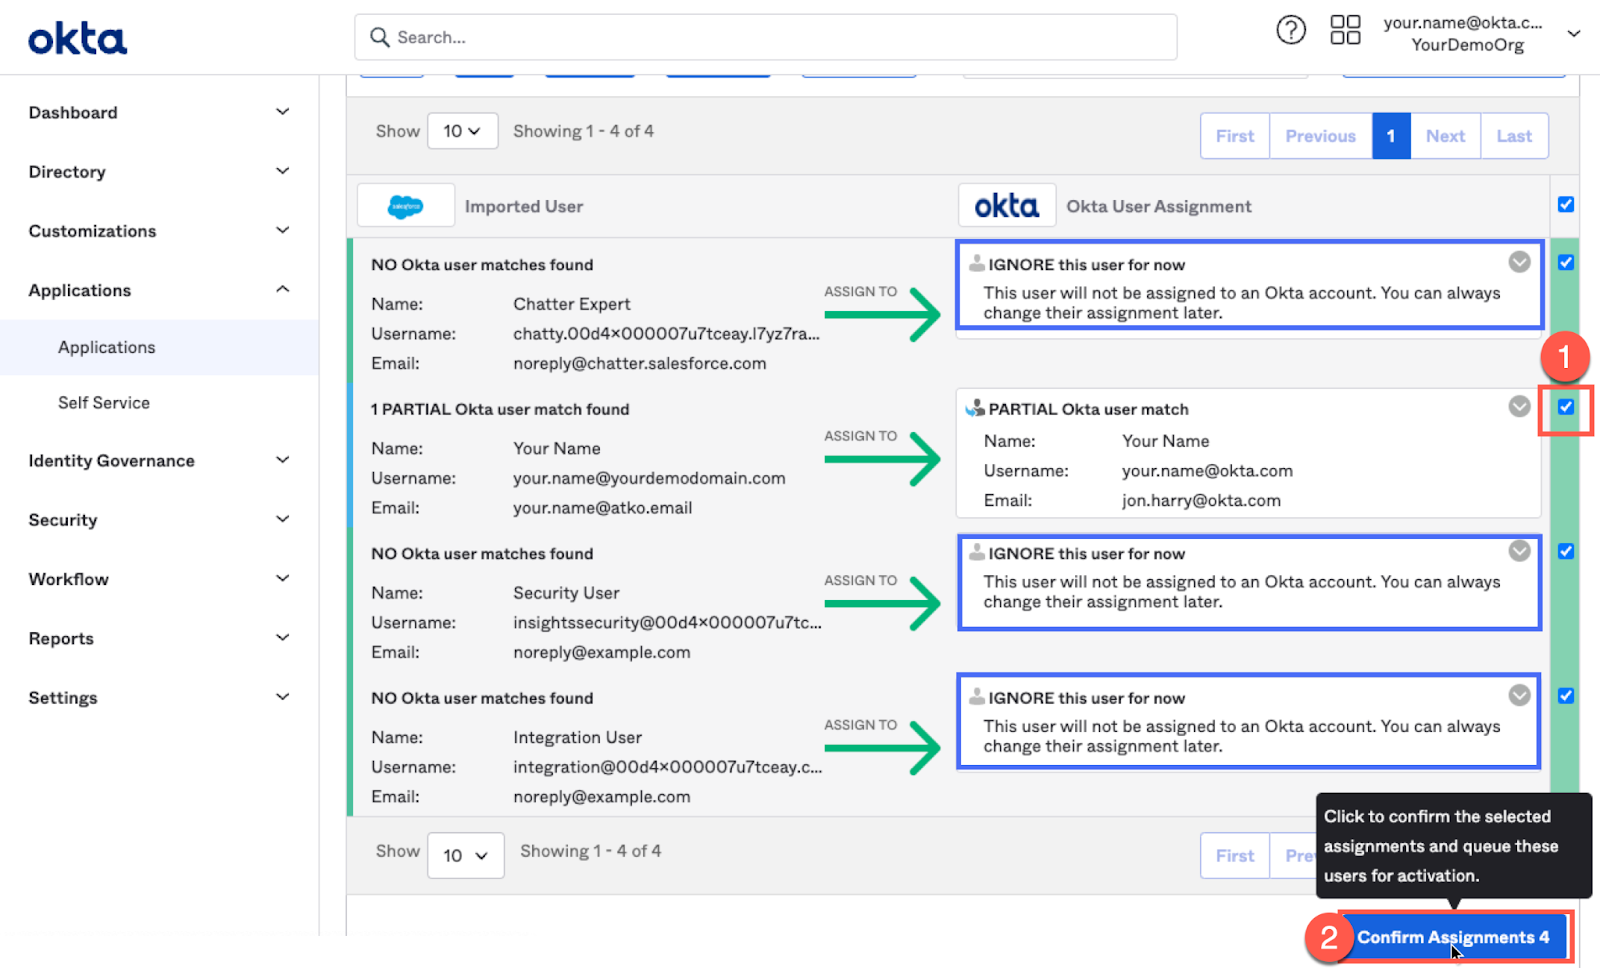 okta
Search...
your.name@okta.c...
YourDemoOrg
Dashboard
Directory
Customizations
Applications
Applications
Self Service
Identity Governance
Security
Workflow
Reports
Settings
Show 10 Showing 1 - 4 of 4
First Previous 1 Next Last
salesforce Imported User okta Okta User Assignment
NO Okta user matches found
Name: Chatter Expert
Username: chatty.00d4x000007u7tceay.l7yz7ra...
Email: noreply@chatter.salesforce.com
ASSIGN TO
IGNORE this user for now
This user will not be assigned to an Okta account. You can always
change their assignment later.
1
1 PARTIAL Okta user match found
Name: Your Name
Username: your.name@yourdemodomain.com
Email: your.name@atko.email
ASSIGN TO
PARTIAL Okta user match
Name: Your Name
Username: your.name@okta.com
Email: jon.harry@okta.com
NO Okta user matches found
Name: Security User
Username: insightssecurity@00d4x000007u7tc...
Email: noreply@example.com
ASSIGN TO
IGNORE this user for now
This user will not be assigned to an Okta account. You can always
change their assignment later.
NO Okta user matches found
Name: Integration User
Username: integration@00d4x000007u7tceay.c...
Email: noreply@example.com
ASSIGN TO
IGNORE this user for now
This user will not be assigned to an Okta account. You can always
change their assignment later.
Show 10 Showing 1 - 4 of 4
First Pre
Click to confirm the selected
assignments and queue these
users for activation.
2 Confirm Assignments 4